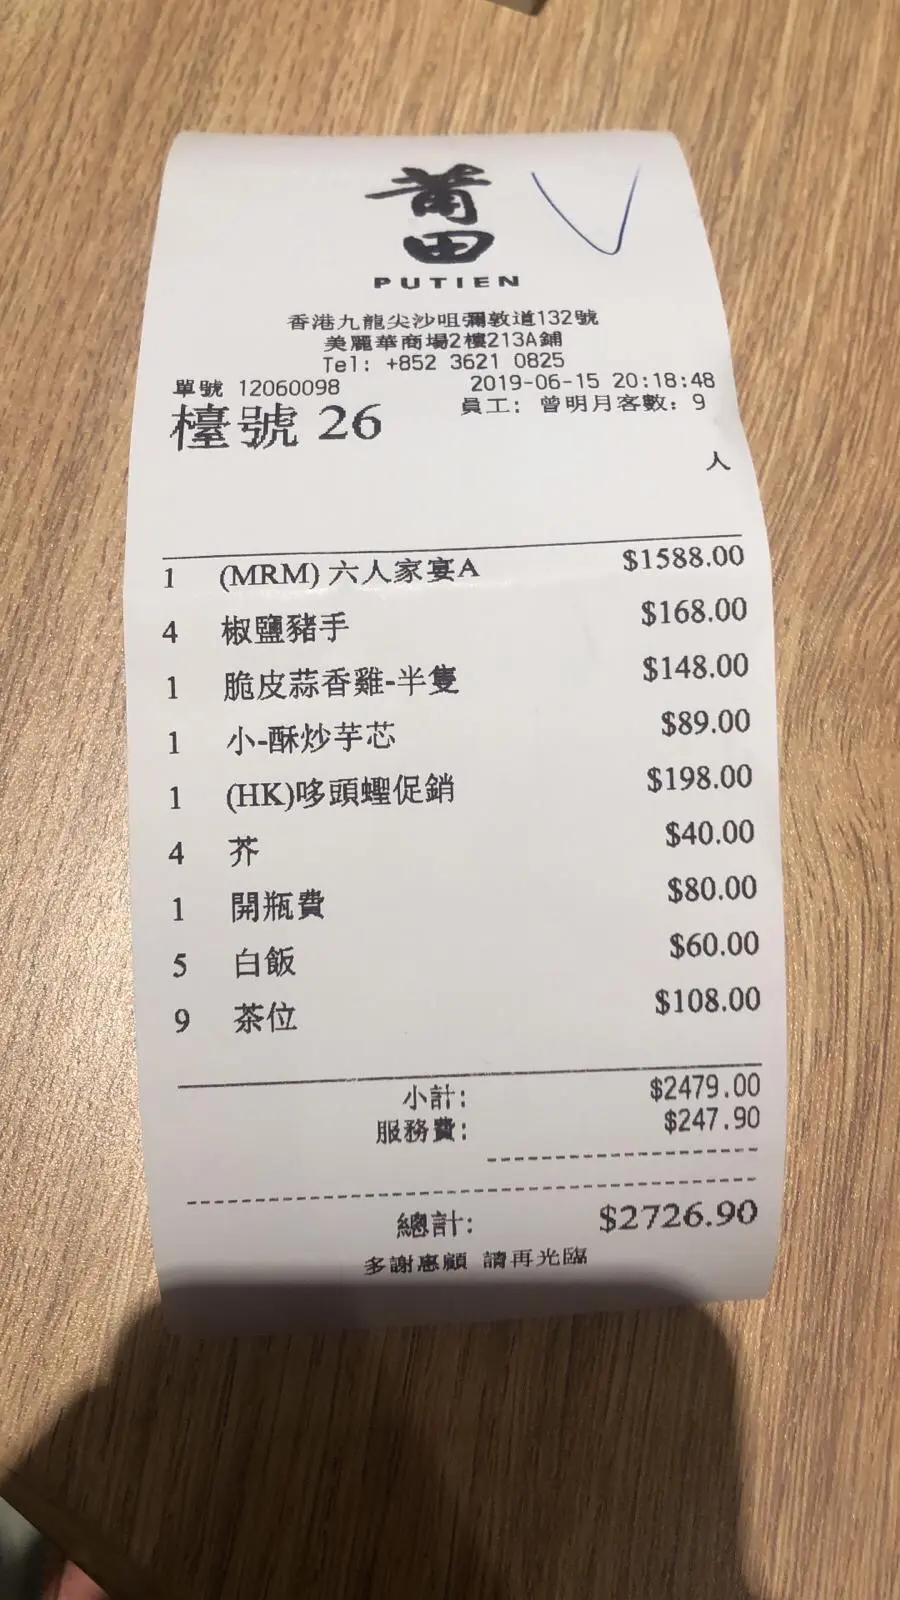 莆
田
PUTIEN
香港九龍尖沙咀彌敦道132號
美麗華商場2樓213A鋪
Tel: +852 3621 0825
單號 12060098 2019-06-15 20:18:48
檯號 26 員工: 曾明月客數: 9
人
1 (MRM) 六人家宴A $1588.00
4 椒鹽豬手 $168.00
1 脆皮蒜香雞-半隻 $148.00
1 小-酥炒芋芯 $89.00
1 (HK)哆頭蟶促銷 $198.00
4 芥 $40.00
1 開瓶費 $80.00
5 白飯 $60.00
9 茶位 $108.00
小計: $2479.00
服務費: $247.90
總計: $2726.90
多謝惠顧 請再光臨